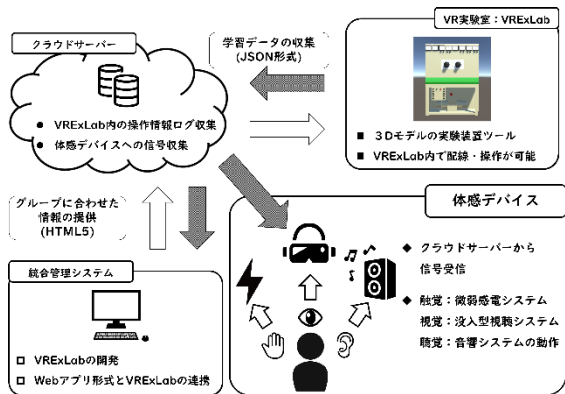 クラウドサーバー
● VRExLab内の操作情報ログ収集
● 体感デバイスへの信号収集
学習データの収集
(JSON形式)
VR実験室：VRExLab
■ ３Dモデルの実験装置ツール
■ VRExLab内で配線・操作が可能
グループに合わせた
情報の提供
(HTML5)
統合管理システム
□ VRExLabの開発
□ Webアプリ形式とVRExLabの連携
体感デバイス
◆ クラウドサーバーから
信号受信
◆ 触覚：微弱感電システム
視覚：没入型視聴システム
聴覚：音響システムの動作